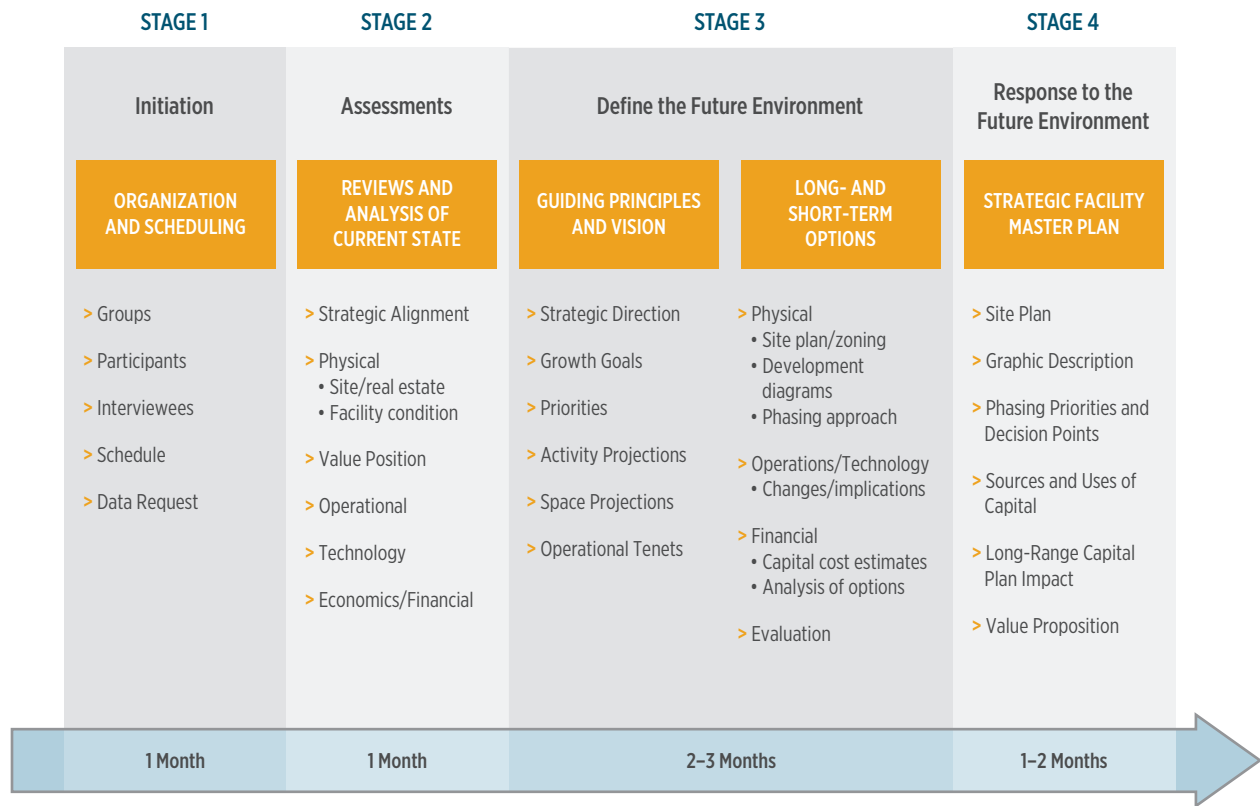 STAGE 1
STAGE 2
STAGE 3
STAGE 4
Initiation
Assessments
Define the Future Environment
Response to the
Future Environment
ORGANIZATION
AND SCHEDULING
REVIEWS AND
ANALYSIS OF
CURRENT STATE
GUIDING PRINCIPLES
AND VISION
LONG- AND
SHORT-TERM
OPTIONS
STRATEGIC FACILITY
MASTER PLAN
> Groups
> Participants
> Interviewees
> Schedule
> Data Request
> Strategic Alignment
> Physical
• Site/real estate
• Facility condition
> Value Position
> Operational
> Technology
> Economics/Financial
> Strategic Direction
> Growth Goals
> Priorities
> Activity Projections
> Space Projections
> Operational Tenets
> Physical
• Site plan/zoning
• Development
diagrams
• Phasing approach
> Operations/Technology
• Changes/implications
> Financial
• Capital cost estimates
• Analysis of options
> Evaluation
> Site Plan
> Graphic Description
> Phasing Priorities and
Decision Points
> Sources and Uses of
Capital
> Long-Range Capital
Plan Impact
> Value Proposition
1 Month
1 Month
2–3 Months
1–2 Months